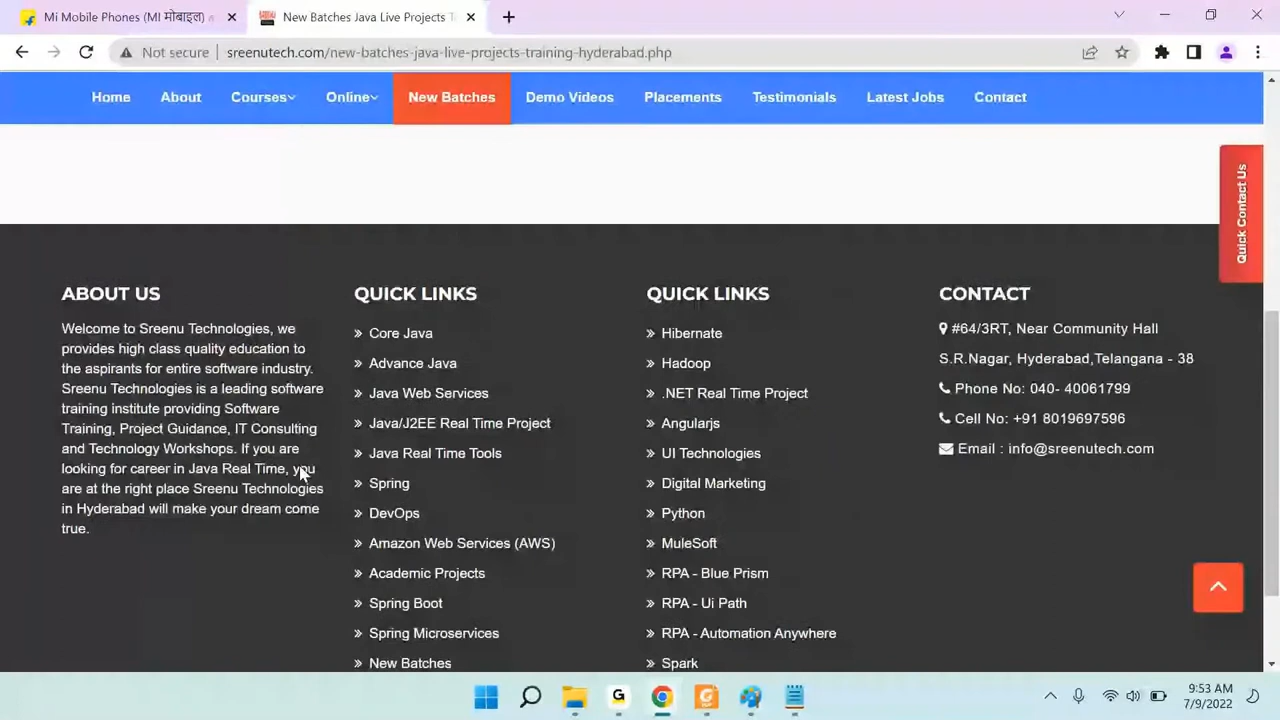 Mi Mobile Phones (MI मोबाइल)
New Batches Java Live Projects T
Not secure
sreenutech.com/new-batches-java-live-projects-training-hyderabad.php
Home
About
Courses
Online
New Batches
Demo Videos
Placements
Testimonials
Latest Jobs
Contact
Quick Contact Us
ABOUT US
Welcome to Sreenu Technologies, we
provides high class quality education to
the aspirants for entire software industry.
Sreenu Technologies is a leading software
training institute providing Software
Training, Project Guidance, IT Consulting
and Technology Workshops. If you are
looking for career in Java Real Time, you
are at the right place Sreenu Technologies
in Hyderabad will make your dream come
true.
QUICK LINKS
Core Java
Advance Java
Java Web Services
Java/J2EE Real Time Project
Java Real Time Tools
Spring
DevOps
Amazon Web Services (AWS)
Academic Projects
Spring Boot
Spring Microservices
New Batches
QUICK LINKS
Hibernate
Hadoop
.NET Real Time Project
Angularjs
UI Technologies
Digital Marketing
Python
MuleSoft
RPA - Blue Prism
RPA - Ui Path
RPA - Automation Anywhere
Spark
CONTACT
#64/3RT, Near Community Hall
S.R.Nagar, Hyderabad,Telangana - 38
Phone No: 040- 40061799
Cell No: +91 8019697596
Email : info@sreenutech.com
G
9:53 AM
7/9/2022